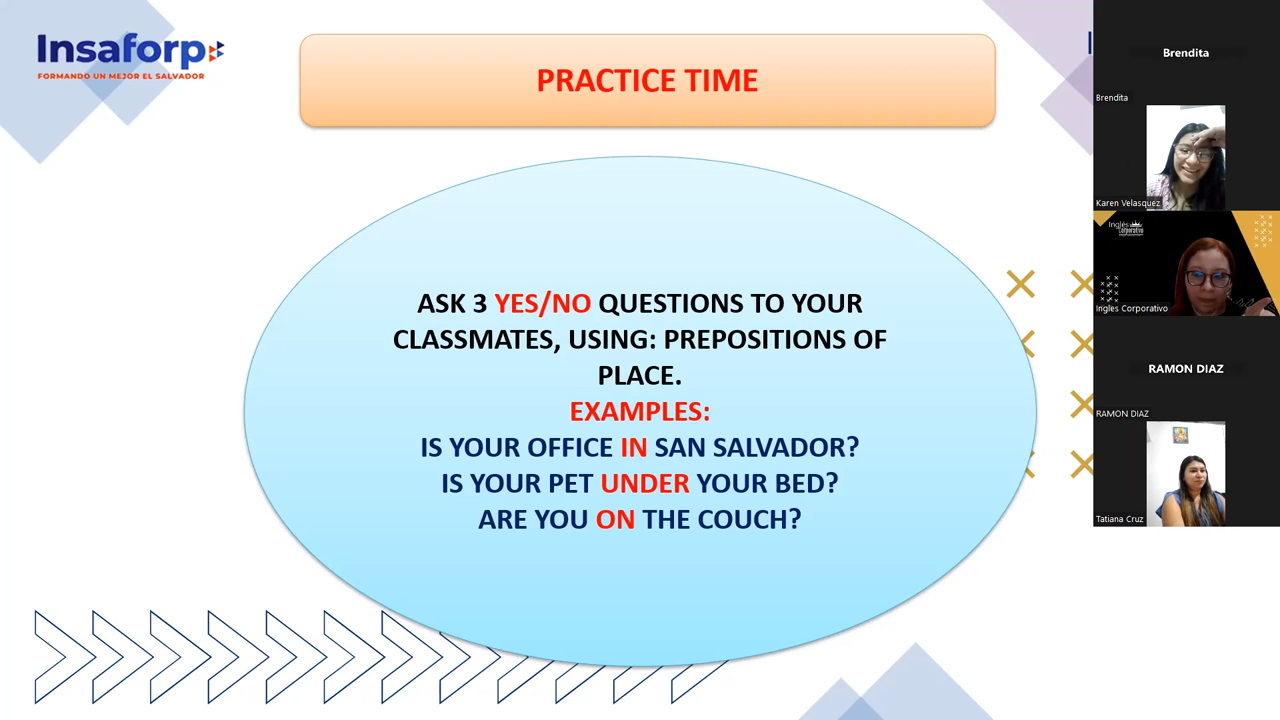 Insaforp
FORMANDO UN MEJOR EL SALVADOR
PRACTICE TIME
ASK 3 YES/NO QUESTIONS TO YOUR
CLASSMATES, USING: PREPOSITIONS OF
PLACE.
EXAMPLES:
IS YOUR OFFICE IN SAN SALVADOR?
IS YOUR PET UNDER YOUR BED?
ARE YOU ON THE COUCH?
Brendita
Brendita
Karen Velasquez
Inglés
Corporativo
Ingles Corporativo
RAMON DIAZ
RAMON DIAZ
Tatiana Cruz